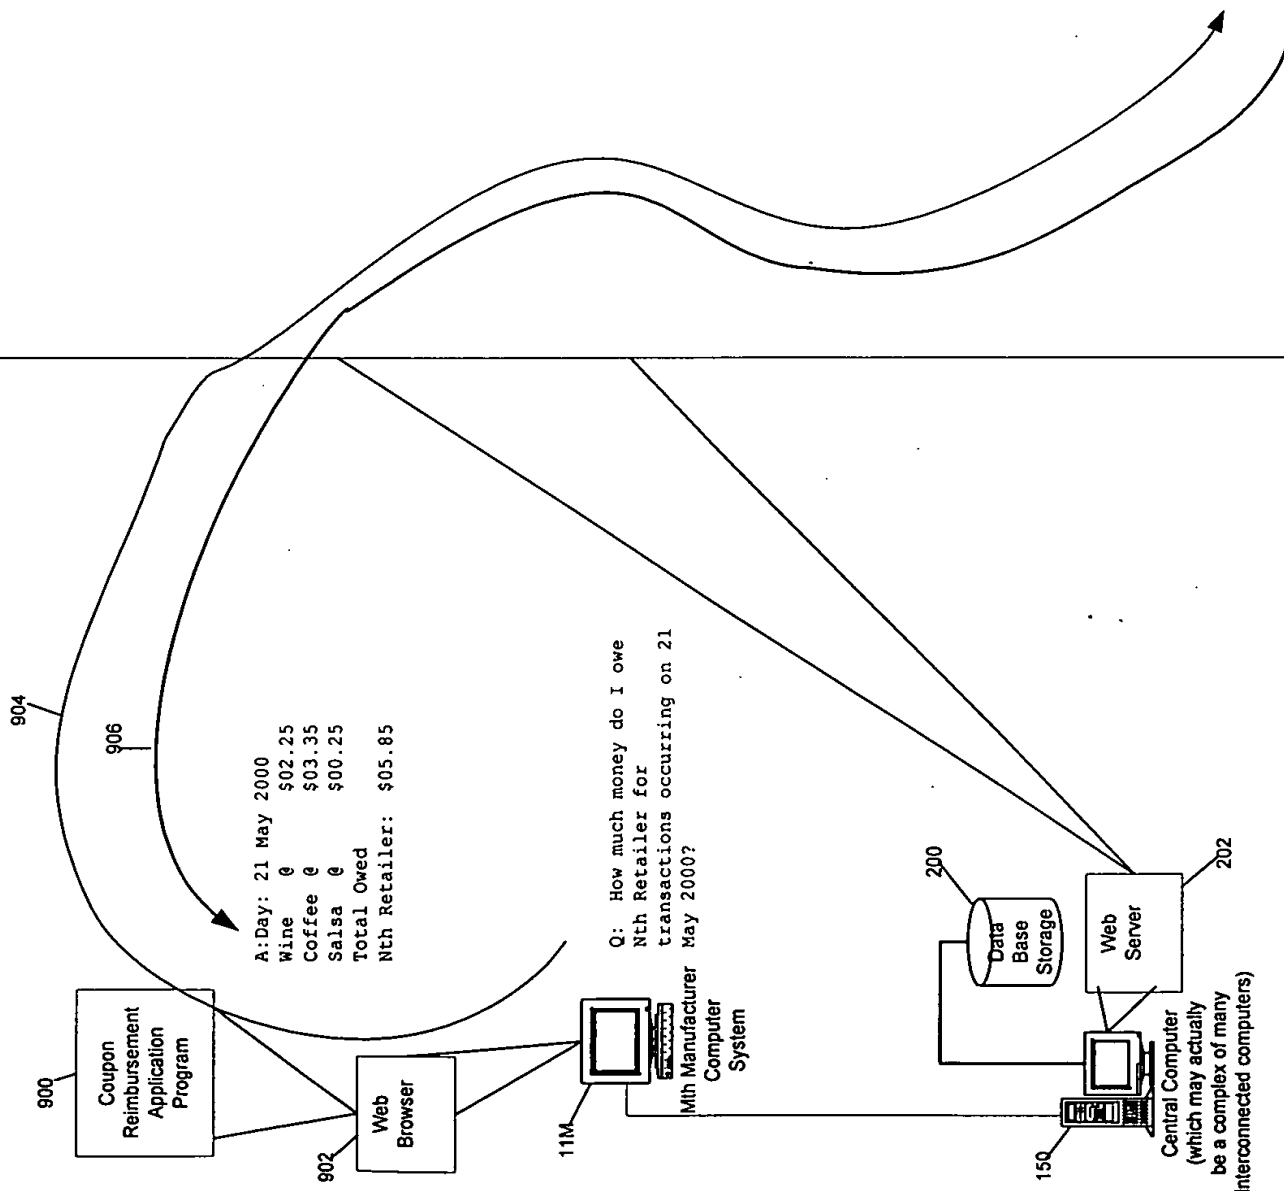 900
Coupon
Reimbursement
Application
Program
904
906
902
Web
Browser
A:Day: 21 May 2000
Wine @ $02.25
Coffee @ $03.35
Salsa @ $00.25
Total Owed
Nth Retailer: $05.85
11M
Mth Manufacturer
Computer
System
Q: How much money do I owe
Nth Retailer for
transactions occurring on 21
May 2000?
200
Data
Base
Storage
150
Central Computer
(which may actually
be a complex of many
interconnected computers)
Web
Server
202